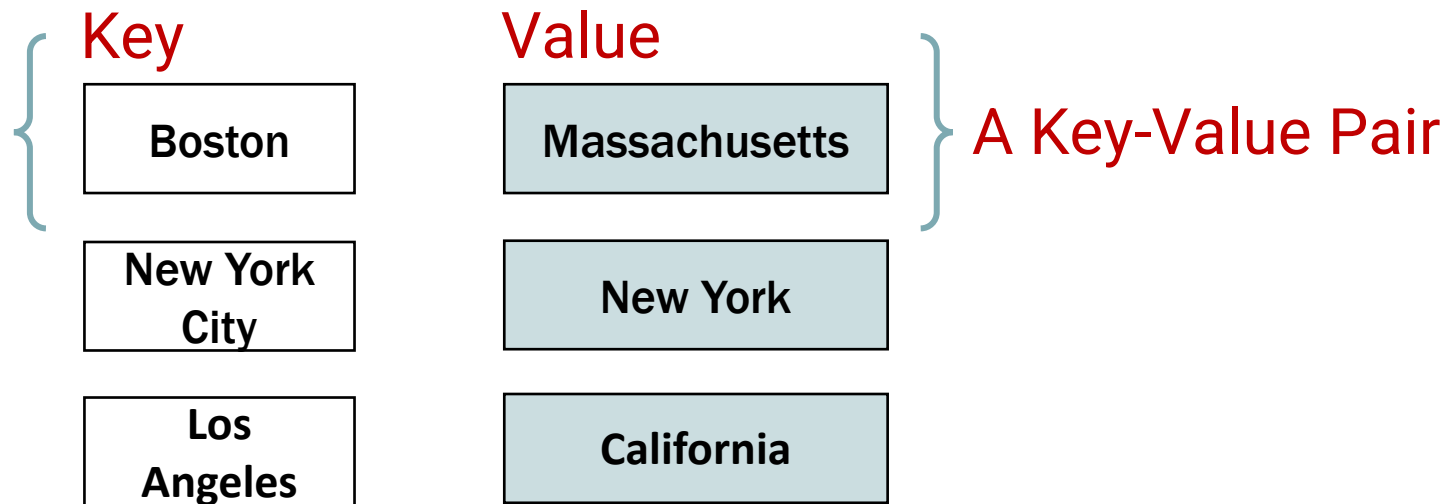 Key Value
Boston Massachusetts A Key-Value Pair
New York
City
New York
Los
Angeles
California